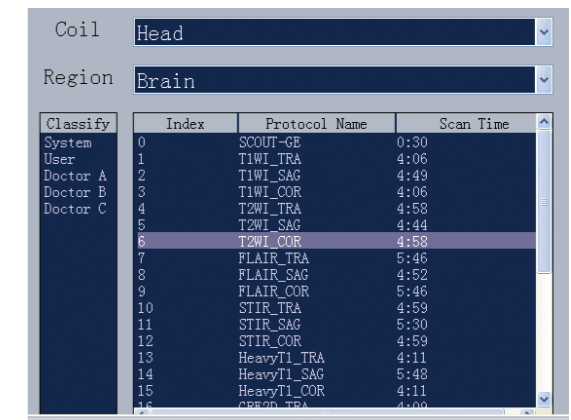 Coil Head
Region Brain
Classify
System
User
Doctor A
Doctor B
Doctor C
Index Protocol Name Scan Time
0 SCOUT-GE 0:30
1 T1WI_TRA 4:06
2 T1WI_SAG 4:49
3 T1WI_COR 4:06
4 T2WI_TRA 4:58
5 T2WI_SAG 4:44
6 T2WI_COR 4:58
7 FLAIR_TRA 5:46
8 FLAIR_SAG 4:52
9 FLAIR_COR 5:46
10 STIR_TRA 4:59
11 STIR_SAG 5:30
12 STIR_COR 4:59
13 HeavyT1_TRA 4:11
14 HeavyT1_SAG 5:48
15 HeavyT1_COR 4:11
16 GRE2D_TRA 4:09